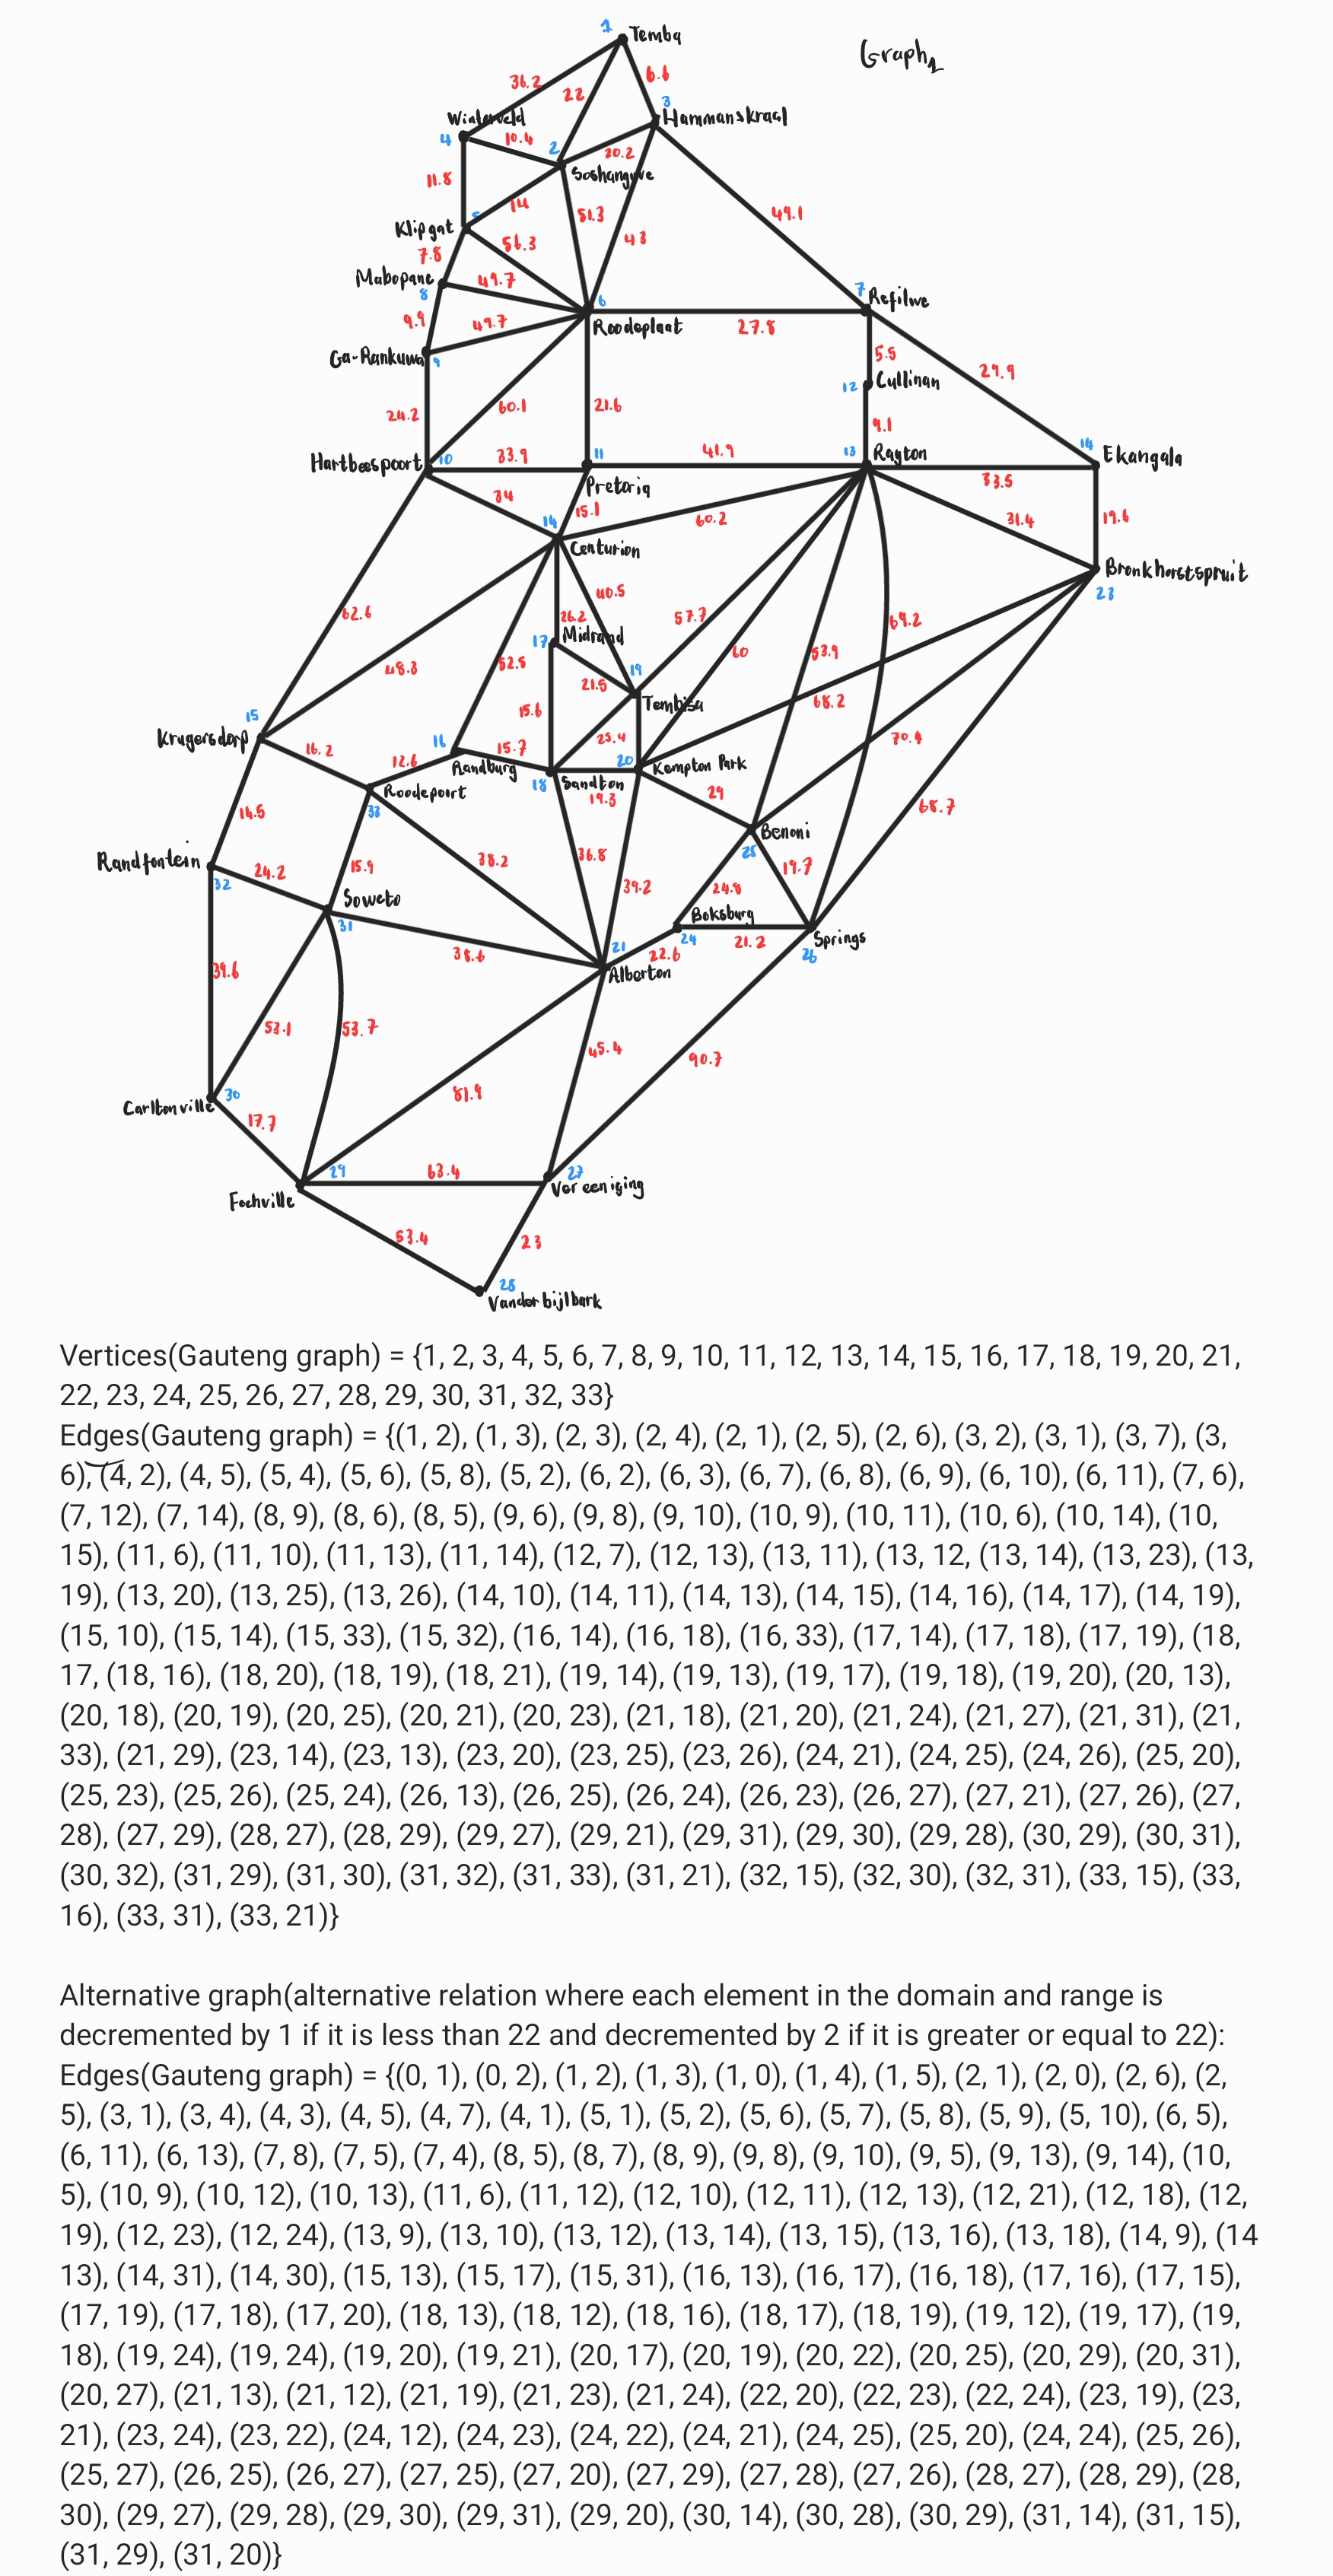 1 Temba
Graph1
36.2
22
6.6
3
Hammanskraal
Winterveld
4
10.4
2
20.2
Soshanguve
11.8
14
5
51.3
43
49.1
Klipgat
56.3
7.8
Mabopane
8
49.7
6
7
Refilwe
9.9
49.7
Roodeplaat
27.8
Ga-Rankuwa
9
5.5
29.9
12
Cullinan
24.2
60.1
21.6
9.1
Hartbeespoort
10
33.9
11
41.9
13
Rayton
14
Ekangala
Pretoria
33.5
34
15.1
14
60.2
31.4
19.6
Centurion
Bronkhorstspruit
23
62.6
40.5
26.2
57.7
69.2
17
Midrand
48.3
52.5
60
53.9
21.5
19
Tembisa
68.2
15
Krugersdorp
15.6
70.4
16.2
16
12.6
15.7
25.4
Randburg
20
Kempton Park
18
Sandton
19.3
29
Roodepoort
33
14.5
68.7
Benoni
25
Randfontein
32
24.2
15.9
38.2
36.8
39.2
19.7
24.8
Soweto
31
Boksburg
24
21.2
Springs
26
38.6
21
22.6
Alberton
39.6
53.1
53.7
45.4
90.7
81.9
Carltonville
30
17.7
29
63.4
27
Vereeniging
Fochville
53.4
23
28
Vanderbijlbark
Vertices(Gauteng graph) = {1, 2, 3, 4, 5, 6, 7, 8, 9, 10, 11, 12, 13, 14, 15, 16, 17, 18, 19, 20, 21,
22, 23, 24, 25, 26, 27, 28, 29, 30, 31, 32, 33}
Edges(Gauteng graph) = {(1, 2), (1, 3), (2, 3), (2, 4), (2, 1), (2, 5), (2, 6), (3, 2), (3, 1), (3, 7), (3,
6), (4, 2), (4, 5), (5, 4), (5, 6), (5, 8), (5, 2), (6, 2), (6, 3), (6, 7), (6, 8), (6, 9), (6, 10), (6, 11), (7, 6),
(7, 12), (7, 14), (8, 9), (8, 6), (8, 5), (9, 6), (9, 8), (9, 10), (10, 9), (10, 11), (10, 6), (10, 14), (10,
15), (11, 6), (11, 10), (11, 13), (11, 14), (12, 7), (12, 13), (13, 11), (13, 12, (13, 14), (13, 23), (13,
19), (13, 20), (13, 25), (13, 26), (14, 10), (14, 11), (14, 13), (14, 15), (14, 16), (14, 17), (14, 19),
(15, 10), (15, 14), (15, 33), (15, 32), (16, 14), (16, 18), (16, 33), (17, 14), (17, 18), (17, 19), (18,
17, (18, 16), (18, 20), (18, 19), (18, 21), (19, 14), (19, 13), (19, 17), (19, 18), (19, 20), (20, 13),
(20, 18), (20, 19), (20, 25), (20, 21), (20, 23), (21, 18), (21, 20), (21, 24), (21, 27), (21, 31), (21,
33), (21, 29), (23, 14), (23, 13), (23, 20), (23, 25), (23, 26), (24, 21), (24, 25), (24, 26), (25, 20),
(25, 23), (25, 26), (25, 24), (26, 13), (26, 25), (26, 24), (26, 23), (26, 27), (27, 21), (27, 26), (27,
28), (27, 29), (28, 27), (28, 29), (29, 27), (29, 21), (29, 31), (29, 30), (29, 28), (30, 29), (30, 31),
(30, 32), (31, 29), (31, 30), (31, 32), (31, 33), (31, 21), (32, 15), (32, 30), (32, 31), (33, 15), (33,
16), (33, 31), (33, 21)}
Alternative graph(alternative relation where each element in the domain and range is
decremented by 1 if it is less than 22 and decremented by 2 if it is greater or equal to 22):
Edges(Gauteng graph) = {(0, 1), (0, 2), (1, 2), (1, 3), (1, 0), (1, 4), (1, 5), (2, 1), (2, 0), (2, 6), (2,
5), (3, 1), (3, 4), (4, 3), (4, 5), (4, 7), (4, 1), (5, 1), (5, 2), (5, 6), (5, 7), (5, 8), (5, 9), (5, 10), (6, 5),
(6, 11), (6, 13), (7, 8), (7, 5), (7, 4), (8, 5), (8, 7), (8, 9), (9, 8), (9, 10), (9, 5), (9, 13), (9, 14), (10,
5), (10, 9), (10, 12), (10, 13), (11, 6), (11, 12), (12, 10), (12, 11), (12, 13), (12, 21), (12, 18), (12,
19), (12, 23), (12, 24), (13, 9), (13, 10), (13, 12), (13, 14), (13, 15), (13, 16), (13, 18), (14, 9), (14
13), (14, 31), (14, 30), (15, 13), (15, 17), (15, 31), (16, 13), (16, 17), (16, 18), (17, 16), (17, 15),
(17, 19), (17, 18), (17, 20), (18, 13), (18, 12), (18, 16), (18, 17), (18, 19), (19, 12), (19, 17), (19,
18), (19, 24), (19, 24), (19, 20), (19, 21), (20, 17), (20, 19), (20, 22), (20, 25), (20, 29), (20, 31),
(20, 27), (21, 13), (21, 12), (21, 19), (21, 23), (21, 24), (22, 20), (22, 23), (22, 24), (23, 19), (23,
21), (23, 24), (23, 22), (24, 12), (24, 23), (24, 22), (24, 21), (24, 25), (25, 20), (24, 24), (25, 26),
(25, 27), (26, 25), (26, 27), (27, 25), (27, 20), (27, 29), (27, 28), (27, 26), (28, 27), (28, 29), (28,
30), (29, 27), (29, 28), (29, 30), (29, 31), (29, 20), (30, 14), (30, 28), (30, 29), (31, 14), (31, 15),
(31, 29), (31, 20)}